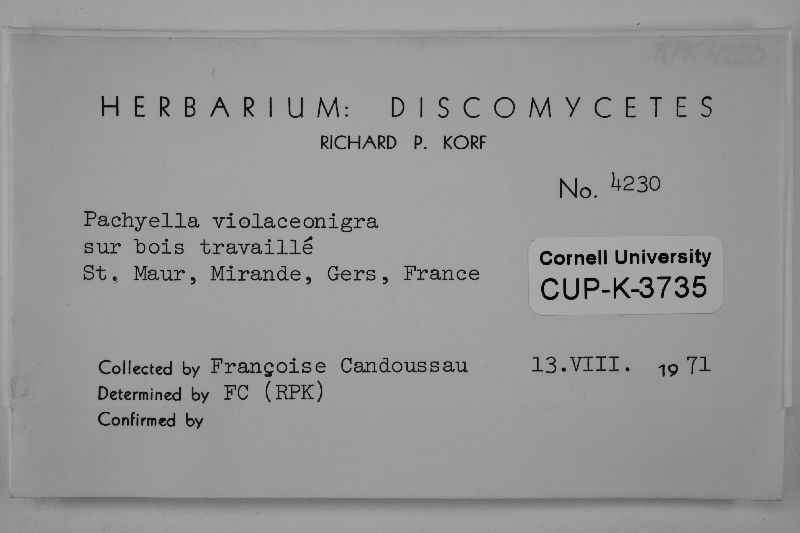 RPK 4230
HERBARIUM: DISCOMYCETES
RICHARD P. KORF
No. 4230
Pachyella violaceonigra
sur bois travaillé
St. Maur, Mirande, Gers, France
Cornell University
CUP-K-3735
Collected by Françoise Candoussau 13.VIII. 1971
Determined by FC (RPK)
Confirmed by